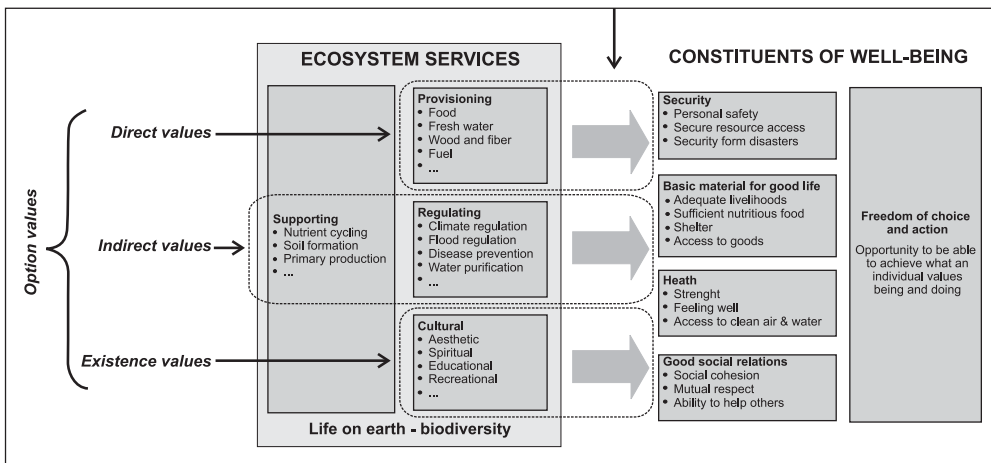 ECOSYSTEM SERVICES
CONSTITUENTS OF WELL-BEING
Option values
Direct values
Indirect values
Existence values
Supporting
• Nutrient cycling
• Soil formation
• Primary production
• ...
Provisioning
• Food
• Fresh water
• Wood and fiber
• Fuel
• ...
Regulating
• Climate regulation
• Flood regulation
• Disease prevention
• Water purification
• ...
Cultural
• Aesthetic
• Spiritual
• Educational
• Recreational
• ...
Life on earth - biodiversity
Security
• Personal safety
• Secure resource access
• Security form disasters
Basic material for good life
• Adequate livelihoods
• Sufficient nutritious food
• Shelter
• Access to goods
Heath
• Strenght
• Feeling well
• Access to clean air & water
Good social relations
• Social cohesion
• Mutual respect
• Ability to help others
Freedom of choice
and action
Opportunity to be able
to achieve what an
individual values
being and doing